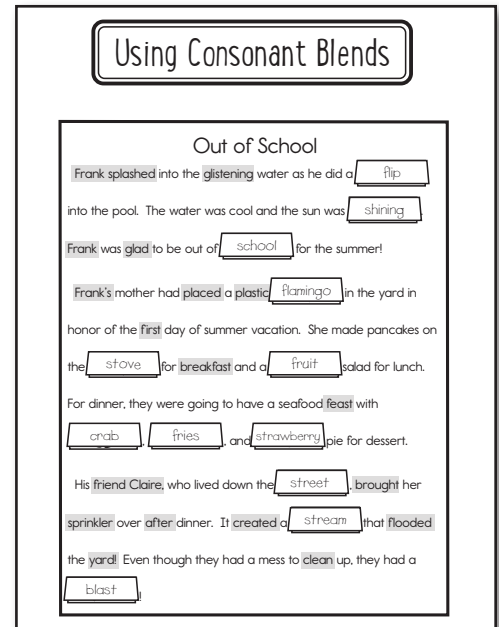 Using Consonant Blends
Out of School
Frank splashed into the glistening water as he did a flip
into the pool. The water was cool and the sun was shining.
Frank was glad to be out of school for the summer!
Frank's mother had placed a plastic flamingo in the yard in
honor of the first day of summer vacation. She made pancakes on
the stove for breakfast and a fruit salad for lunch.
For dinner, they were going to have a seafood feast with
crab, fries, and strawberry pie for dessert.
His friend Claire, who lived down the street, brought her
sprinkler over after dinner. It created a stream that flooded
the yard! Even though they had a mess to clean up, they had a
blast!